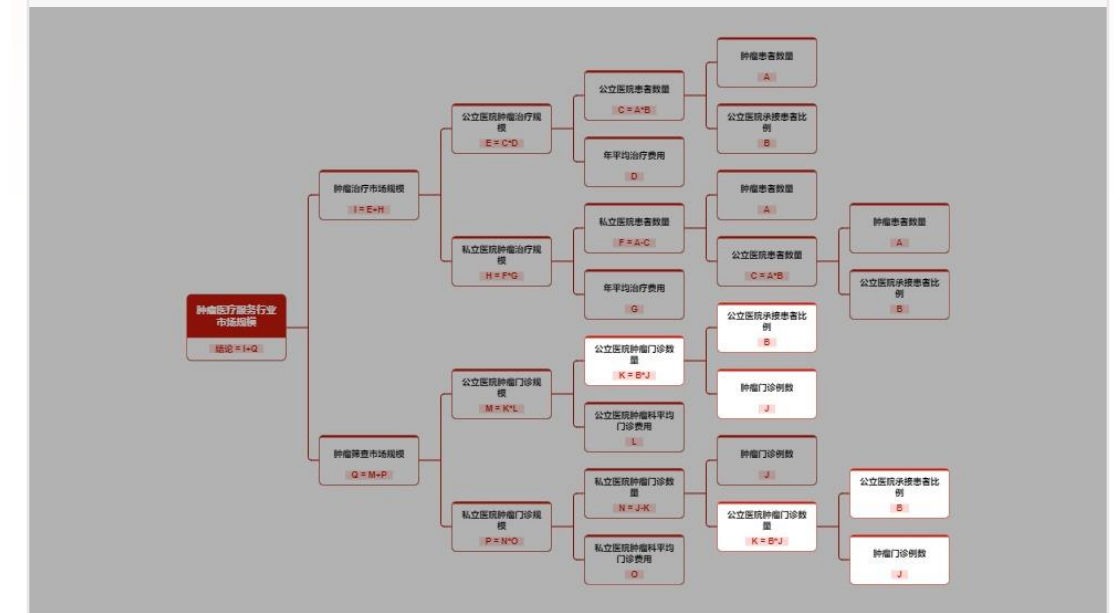 肿瘤患者数量
A
公立医院患者数量
C = A*B
公立医院承接患者比
例
B
公立医院肿瘤治疗规
模
E = C*D
年平均治疗费用
D
肿瘤治疗市场规模
I = E+H
肿瘤患者数量
A
私立医院患者数量
F = A-C
肿瘤患者数量
A
公立医院患者数量
C = A*B
公立医院承接患者比
例
B
私立医院肿瘤治疗规
模
H = F*G
年平均治疗费用
G
肿瘤医疗服务行业
市场规模
结论 = I+Q
公立医院承接患者比
例
B
公立医院肿瘤门诊数
量
K = B*J
肿瘤门诊例数
J
公立医院肿瘤门诊规
模
M = K*L
公立医院肿瘤科平均
门诊费用
L
肿瘤筛查市场规模
Q = M+P
肿瘤门诊例数
J
私立医院肿瘤门诊数
量
N = J-K
公立医院承接患者比
例
B
公立医院肿瘤门诊数
量
K = B*J
肿瘤门诊例数
J
私立医院肿瘤门诊规
模
P = N*O
私立医院肿瘤科平均
门诊费用
O